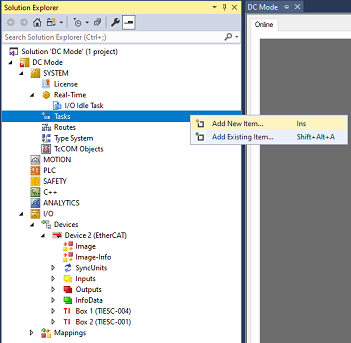 Solution Explorer
DC Mode
Online
Search Solution Explorer (Ctrl+;)
Solution 'DC Mode' (1 project)
DC Mode
SYSTEM
License
Real-Time
I/O Idle Task
Tasks
Add New Item... Ins
Add Existing Item... Shift+Alt+A
Routes
Type System
TcCOM Objects
MOTION
PLC
SAFETY
C++
ANALYTICS
I/O
Devices
Device 2 (EtherCAT)
Image
Image-Info
SyncUnits
Inputs
Outputs
InfoData
TI Box 1 (TIESC-004)
TI Box 2 (TIESC-001)
Mappings